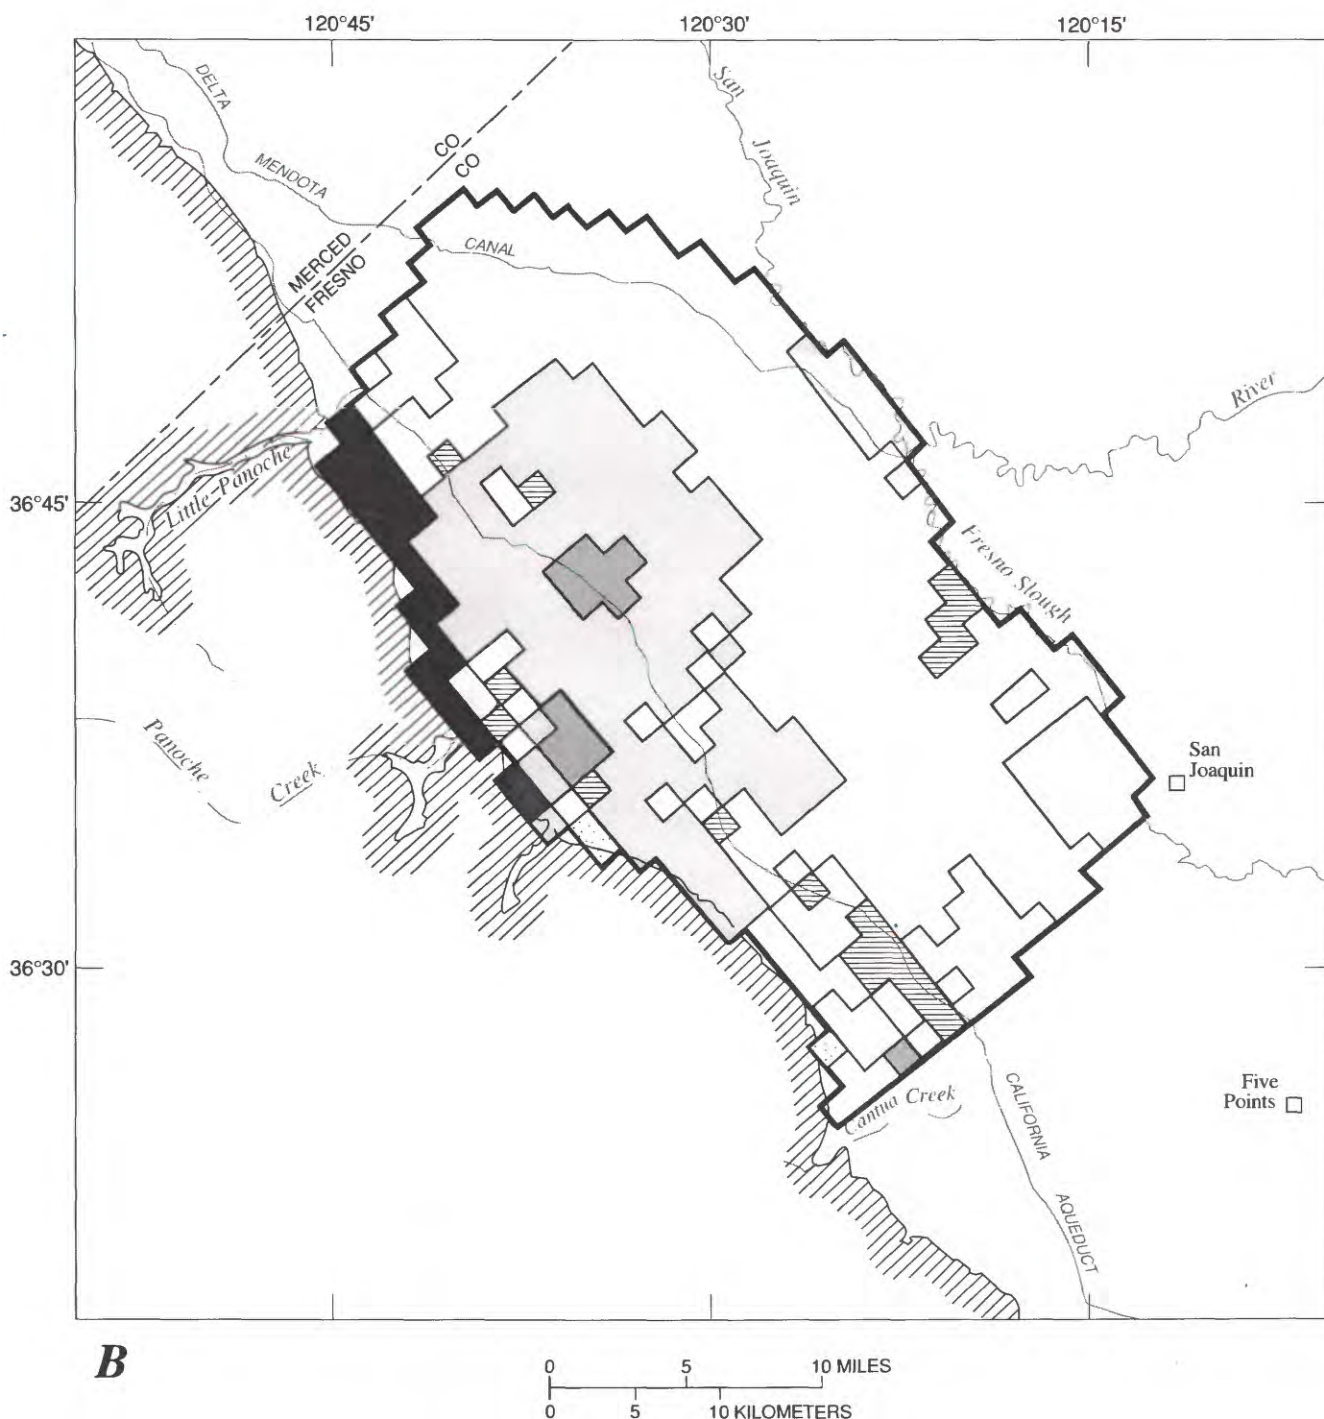 120°45'
120°30'
120°15'
DELTA
MENDOTA
CANAL
CO
CO
MERCED
FRESNO
San
Joaquin
River
36°45'
Little Panoche
Fresno Slough
Panoche
Creek
San
Joaquin
36°30'
Five
Points
Cantua Creek
CALIFORNIA
AQUEDUCT
B
0 5 10 MILES
0 5 10 KILOMETERS